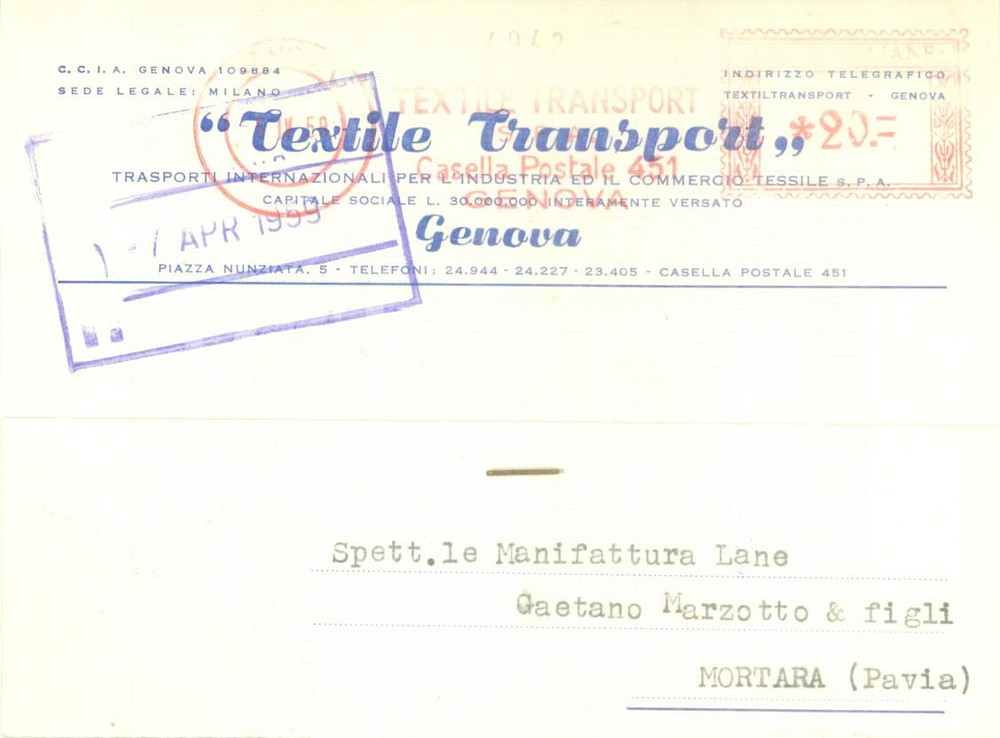 4042
C. C. I. A. GENOVA 109884
SEDE LEGALE: MILANO
INDIRIZZO TELEGRAFICO
TEXTILTRANSPORT - GENOVA
TEXTILE TRANSPORT
S.P.A.
Casella Postale 451
GENOVA
*20.=
“Textile Transport„
TRASPORTI INTERNAZIONALI PER L'INDUSTRIA ED IL COMMERCIO TESSILE S. P. A.
CAPITALE SOCIALE L. 30.000.000 INTERAMENTE VERSATO
Genova
PIAZZA NUNZIATA, 5 - TELEFONI: 24.944 - 24.227 - 23.405 - CASELLA POSTALE 451
7 APR 1959
Spett.le Manifattura Lane
Gaetano Marzotto & figli
MORTARA (Pavia)